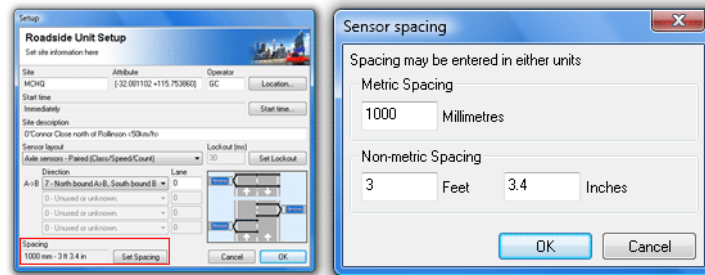 Setup
Roadside Unit Setup
Set site information here
Site Attribute Operator
MCHQ [-32.081102 +115.753860] GC Location...
Start time
Immediately Start time...
Site description
O'Connor Close north of Rollinson <50km/h>
Sensor layout Lockout (ms)
Axle sensors - Paired (Class/Speed/Count) 30 Set Lockout
Direction Lane
A>B 7 - North bound A>B, South bound B 0
0 - Unused or unknown. 0
0 - Unused or unknown. 0
0 - Unused or unknown. 0
Spacing
1000 mm - 3 ft 3.4 in Set Spacing Cancel OK
Sensor spacing
Spacing may be entered in either units
Metric Spacing
1000 Millimetres
Non-metric Spacing
3 Feet 3.4 Inches
OK Cancel